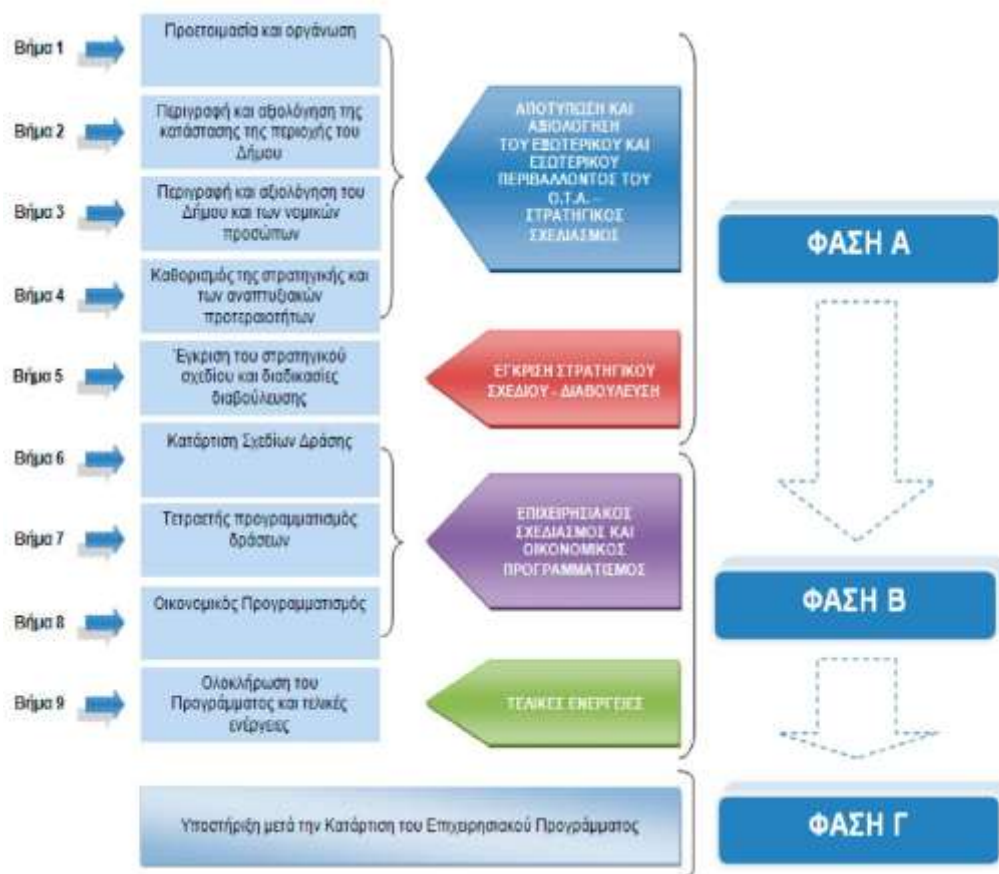 Βήμα 1
Προετοιμασία και οργάνωση
Βήμα 2
Περιγραφή και αξιολόγηση της
κατάστασης της περιοχής του
Δήμου
Βήμα 3
Περιγραφή και αξιολόγηση του
Δήμου και των νομικών
προσώπων
Βήμα 4
Καθορισμός της στρατηγικής και
των αναπτυξιακών
προτεραιοτήτων
Βήμα 5
Έγκριση του στρατηγικού
σχεδίου και διαδικασίες
διαβούλευσης
Βήμα 6
Κατάρτιση Σχεδίων Δράσης
Βήμα 7
Τετραετής προγραμματισμός
δράσεων
Βήμα 8
Οικονομικός Προγραμματισμός
Βήμα 9
Ολοκλήρωση του
Προγράμματος και τελικές
ενέργειες
ΑΠΟΤΥΠΩΣΗ ΚΑΙ
ΑΞΙΟΛΟΓΗΣΗ
ΤΟΥ ΕΞΩΤΕΡΙΚΟΥ ΚΑΙ
ΕΣΩΤΕΡΙΚΟΥ
ΠΕΡΙΒΑΛΛΟΝΤΟΣ ΤΟΥ
Ο.Τ.Α. –
ΣΤΡΑΤΗΓΙΚΟΣ
ΣΧΕΔΙΑΣΜΟΣ
ΕΓΚΡΙΣΗ ΣΤΡΑΤΗΓΙΚΟΥ
ΣΧΕΔΙΟΥ - ΔΙΑΒΟΥΛΕΥΣΗ
ΕΠΙΧΕΙΡΗΣΙΑΚΟΣ
ΣΧΕΔΙΑΣΜΟΣ ΚΑΙ
ΟΙΚΟΝΟΜΙΚΟΣ
ΠΡΟΓΡΑΜΜΑΤΙΣΜΟΣ
ΤΕΛΙΚΕΣ ΕΝΕΡΓΕΙΕΣ
ΦΑΣΗ Α
ΦΑΣΗ Β
Υποστήριξη μετά την Κατάρτιση του Επιχειρησιακού Προγράμματος
ΦΑΣΗ Γ